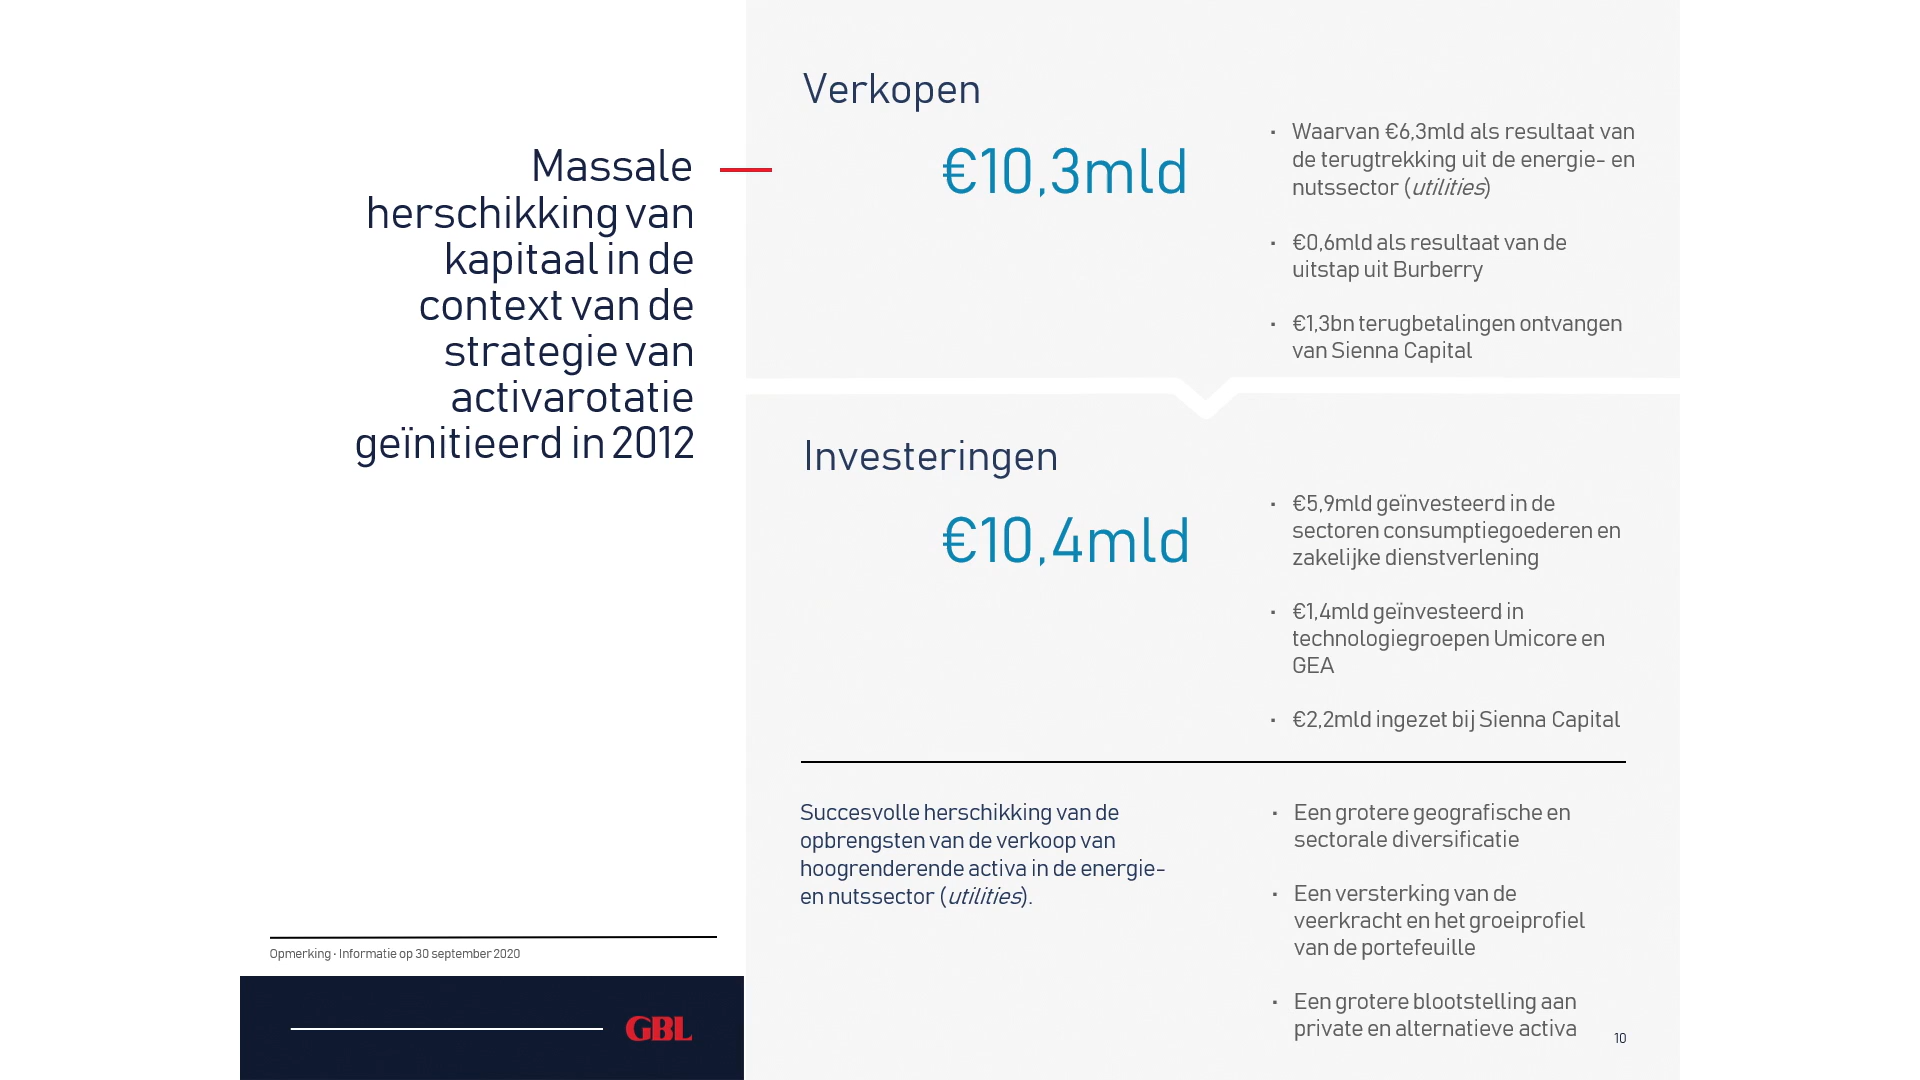 Massale
herschikking van
kapitaal in de
context van de
strategie van
activarotatie
geïnitieerd in 2012
Opmerking · Informatie op 30 september 2020
GBL
Verkopen
€10,3mld
· Waarvan €6,3mld als resultaat van
de terugtrekking uit de energie- en
nutssector (utilities)
· €0,6mld als resultaat van de
uitstap uit Burberry
· €1,3bn terugbetalingen ontvangen
van Sienna Capital
Investeringen
€10,4mld
· €5,9mld geïnvesteerd in de
sectoren consumptiegoederen en
zakelijke dienstverlening
· €1,4mld geïnvesteerd in
technologiegroepen Umicore en
GEA
· €2,2mld ingezet bij Sienna Capital
Succesvolle herschikking van de
opbrengsten van de verkoop van
hoogrenderende activa in de energie-
en nutssector (utilities).
· Een grotere geografische en
sectorale diversificatie
· Een versterking van de
veerkracht en het groeiprofiel
van de portefeuille
· Een grotere blootstelling aan
private en alternatieve activa
10